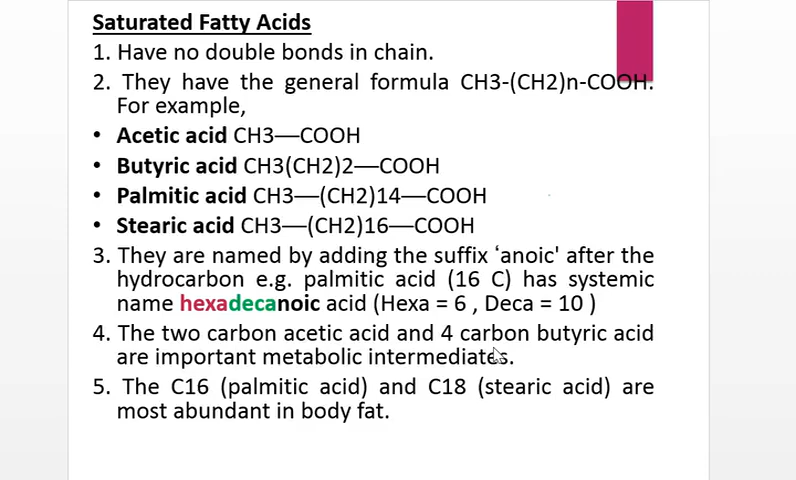 Saturated Fatty Acids
1. Have no double bonds in chain.
2. They have the general formula CH3-(CH2)n-COOH.
For example,
• Acetic acid CH3—COOH
• Butyric acid CH3(CH2)2—COOH
• Palmitic acid CH3—(CH2)14—COOH
• Stearic acid CH3—(CH2)16—COOH
3. They are named by adding the suffix ‘anoic' after the
hydrocarbon e.g. palmitic acid (16 C) has systemic
name hexadecanoic acid (Hexa = 6 , Deca = 10 )
4. The two carbon acetic acid and 4 carbon butyric acid
are important metabolic intermediates.
5. The C16 (palmitic acid) and C18 (stearic acid) are
most abundant in body fat.